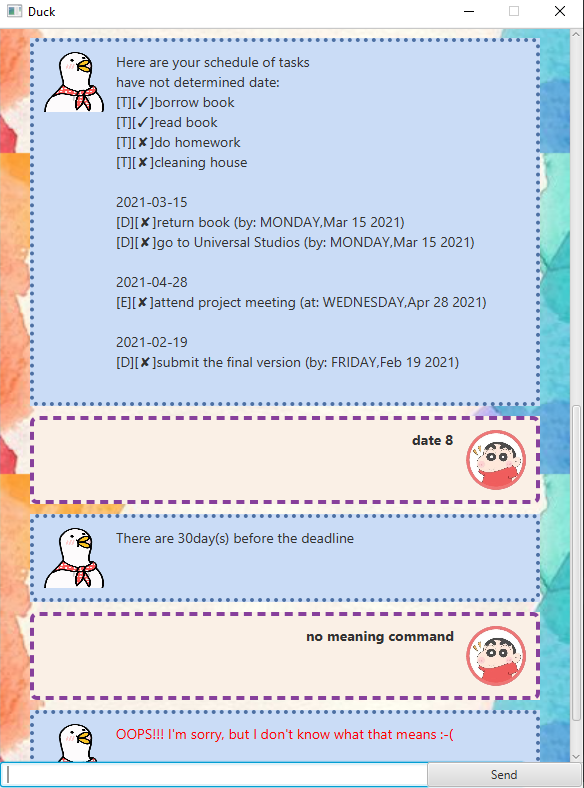 Duck
Here are your schedule of tasks
have not determined date:
[T][✓]borrow book
[T][✓]read book
[T][✘]do homework
[T][✘]cleaning house
2021-03-15
[D][✘]return book (by: MONDAY,Mar 15 2021)
[D][✘]go to Universal Studios (by: MONDAY,Mar 15 2021)
2021-04-28
[E][✘]attend project meeting (at: WEDNESDAY,Apr 28 2021)
2021-02-19
[D][✘]submit the final version (by: FRIDAY,Feb 19 2021)
date 8
There are 30day(s) before the deadline
no meaning command
OOPS!!! I'm sorry, but I don't know what that means :-(
Send